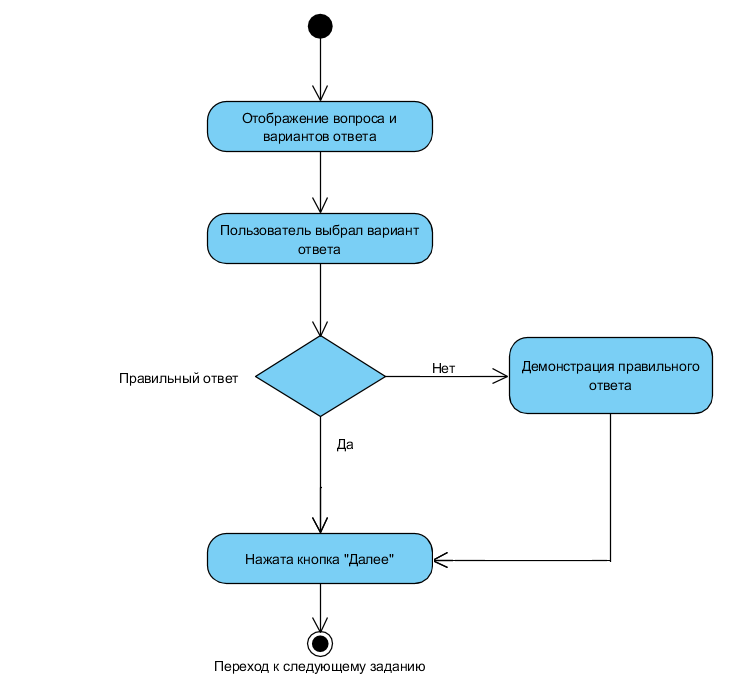 Отображение вопроса и
вариантов ответа
Пользователь выбрал вариант
ответа
Правильный ответ
Нет
Демонстрация правильного
ответа
Да
Нажата кнопка "Далее"
Переход к следующему заданию